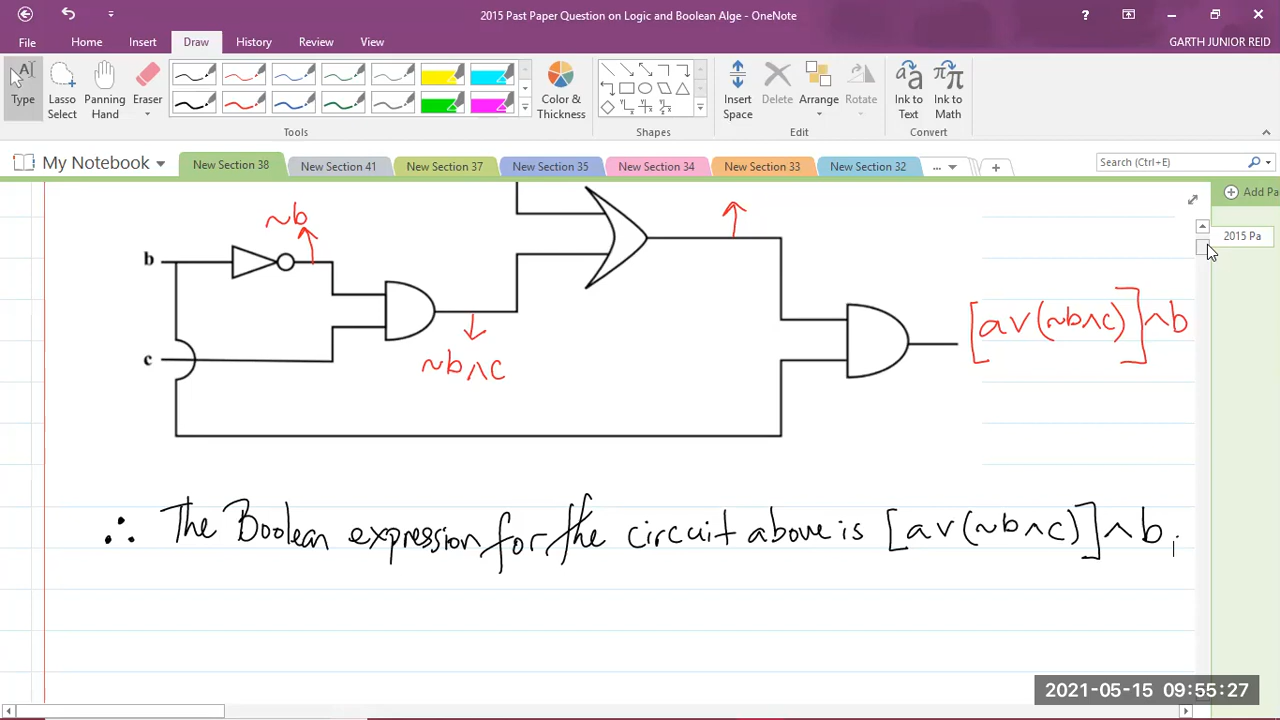 2015 Past Paper Question on Logic and Boolean Alge - OneNote
?
File Home Insert Draw History Review View
GARTH JUNIOR REID
Type
Lasso Select
Panning Hand
Eraser
Color & Thickness
Insert Space
Delete
Arrange
Rotate
Ink to Text
Ink to Math
Tools
Shapes
Edit
Convert
My Notebook
New Section 38
New Section 41
New Section 37
New Section 35
New Section 34
New Section 33
New Section 32
...
Search (Ctrl+E)
Add Pa
2015 Pa
~b
b
[a∨(~b∧c)]∧b
c
~b∧c
∴ The Boolean expression for the circuit above is [a∨(~b∧c)]∧b
2021-05-15 09:55:27